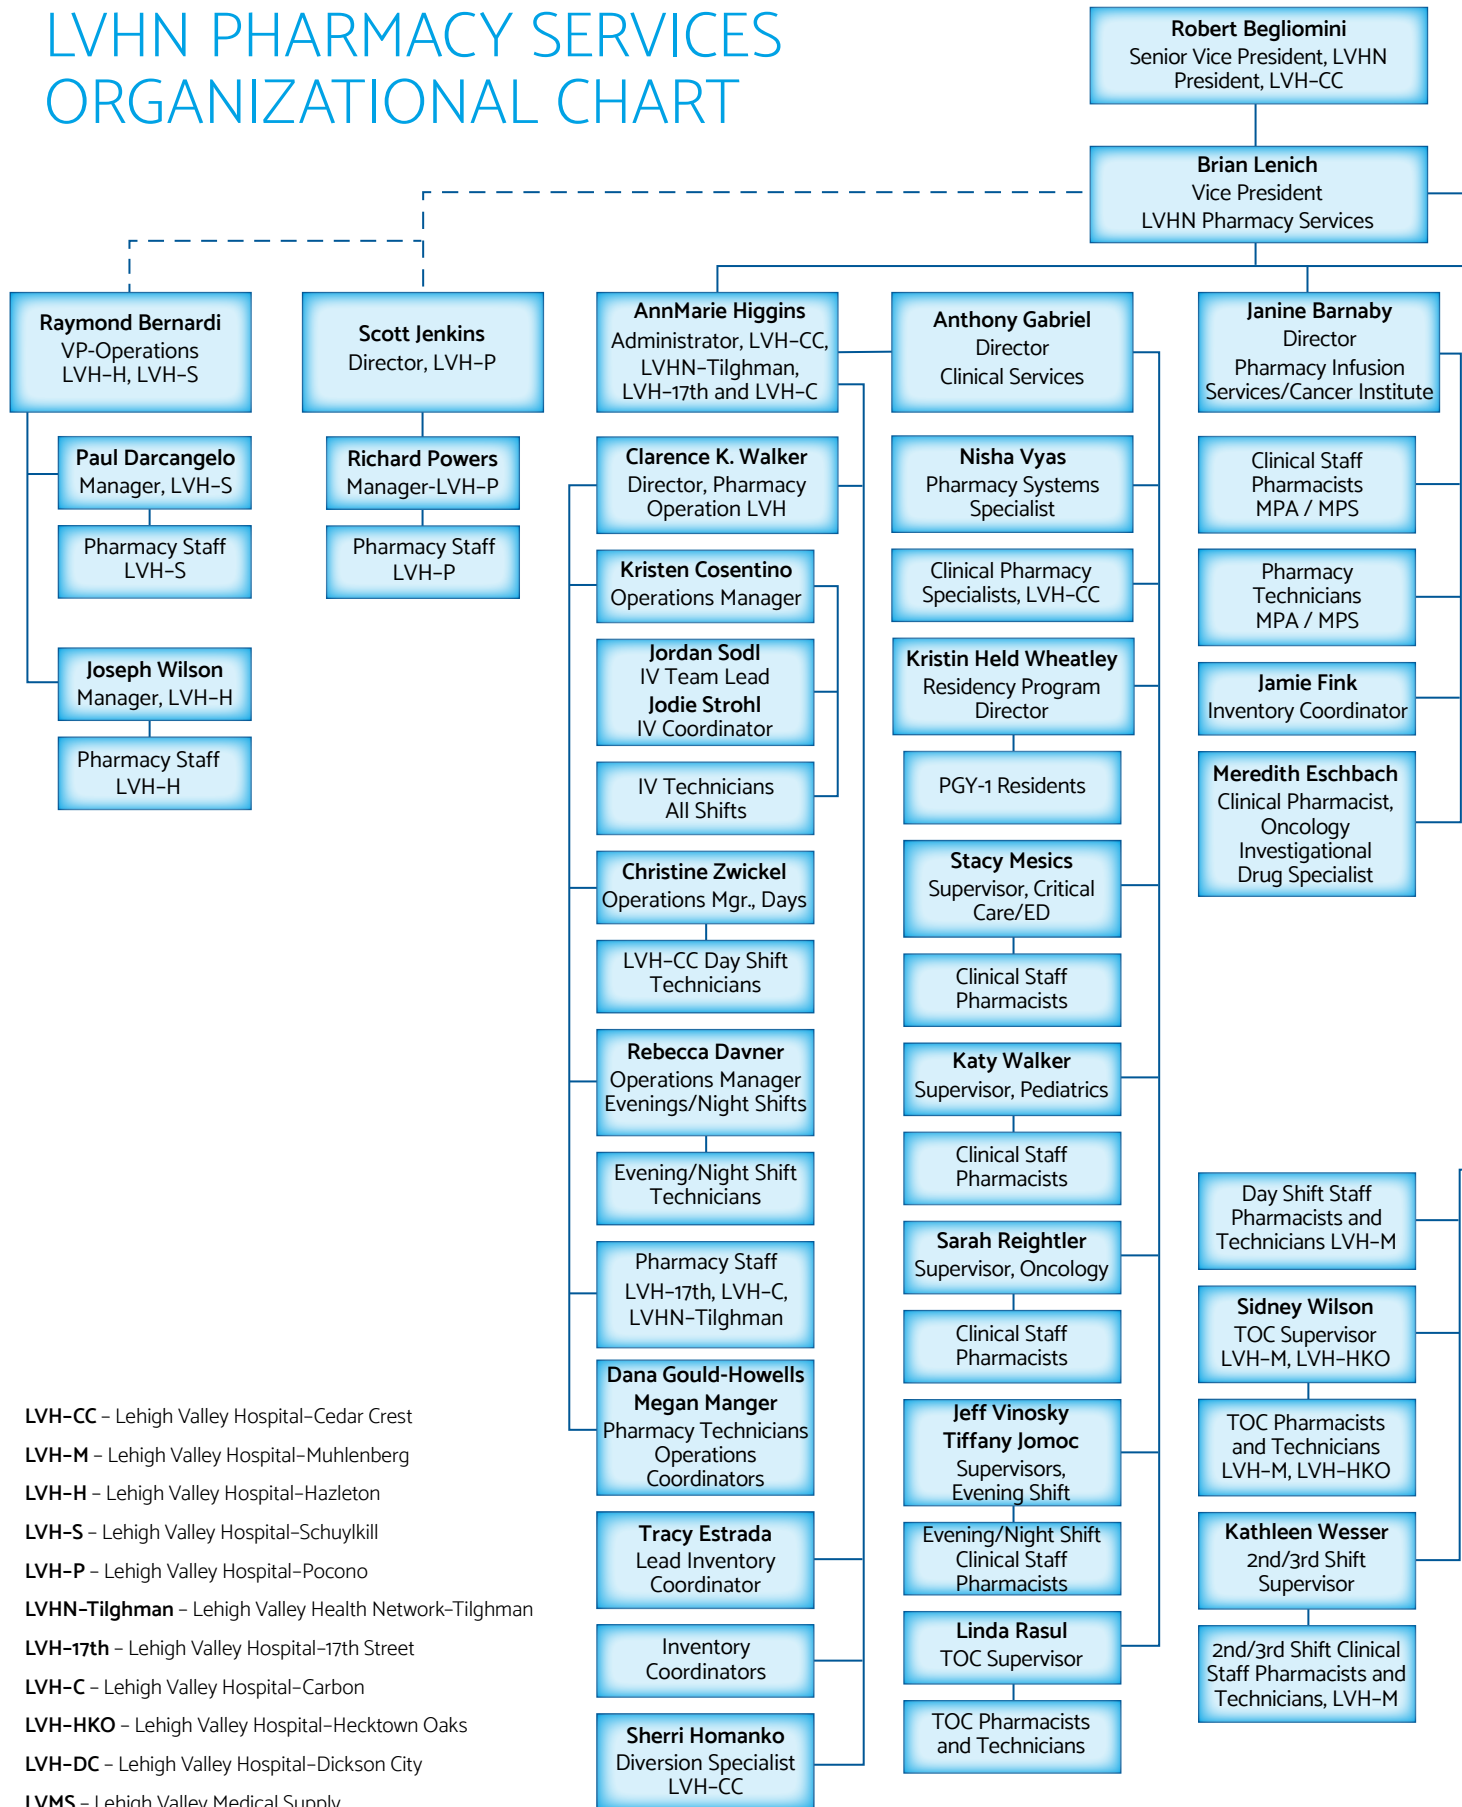 LVHN PHARMACY SERVICES
ORGANIZATIONAL CHART
Robert Begliomini
Senior Vice President, LVHN
President, LVH–CC
Brian Lenich
Vice President
LVHN Pharmacy Services
Raymond Bernardi
VP-Operations
LVH–H, LVH–S
Paul Darcangelo
Manager, LVH–S
Pharmacy Staff
LVH–S
Joseph Wilson
Manager, LVH–H
Pharmacy Staff
LVH–H
Scott Jenkins
Director, LVH–P
Richard Powers
Manager-LVH–P
Pharmacy Staff
LVH–P
AnnMarie Higgins
Administrator, LVH–CC,
LVHN–Tilghman,
LVH–17th and LVH–C
Clarence K. Walker
Director, Pharmacy
Operation LVH
Kristen Cosentino
Operations Manager
Jordan Sodl
IV Team Lead
Jodie Strohl
IV Coordinator
IV Technicians
All Shifts
Christine Zwickel
Operations Mgr., Days
LVH–CC Day Shift
Technicians
Rebecca Davner
Operations Manager
Evenings/Night Shifts
Evening/Night Shift
Technicians
Pharmacy Staff
LVH–17th, LVH–C,
LVHN–Tilghman
Dana Gould-Howells
Megan Manger
Pharmacy Technicians
Operations
Coordinators
Tracy Estrada
Lead Inventory
Coordinator
Inventory
Coordinators
Sherri Homanko
Diversion Specialist
LVH–CC
Anthony Gabriel
Director
Clinical Services
Nisha Vyas
Pharmacy Systems
Specialist
Clinical Pharmacy
Specialists, LVH–CC
Kristin Held Wheatley
Residency Program
Director
PGY-1 Residents
Stacy Mesics
Supervisor, Critical
Care/ED
Clinical Staff
Pharmacists
Katy Walker
Supervisor, Pediatrics
Clinical Staff
Pharmacists
Sarah Reightler
Supervisor, Oncology
Clinical Staff
Pharmacists
Jeff Vinosky
Tiffany Jomoc
Supervisors,
Evening Shift
Evening/Night Shift
Clinical Staff
Pharmacists
Linda Rasul
TOC Supervisor
TOC Pharmacists
and Technicians
Janine Barnaby
Director
Pharmacy Infusion
Services/Cancer Institute
Clinical Staff
Pharmacists
MPA / MPS
Pharmacy
Technicians
MPA / MPS
Jamie Fink
Inventory Coordinator
Meredith Eschbach
Clinical Pharmacist,
Oncology
Investigational
Drug Specialist
Day Shift Staff
Pharmacists and
Technicians LVH–M
Sidney Wilson
TOC Supervisor
LVH–M, LVH–HKO
TOC Pharmacists
and Technicians
LVH–M, LVH–HKO
Kathleen Wesser
2nd/3rd Shift
Supervisor
2nd/3rd Shift Clinical
Staff Pharmacists and
Technicians, LVH–M
LVH–CC – Lehigh Valley Hospital–Cedar Crest
LVH–M – Lehigh Valley Hospital–Muhlenberg
LVH–H – Lehigh Valley Hospital–Hazleton
LVH–S – Lehigh Valley Hospital–Schuylkill
LVH–P – Lehigh Valley Hospital–Pocono
LVHN–Tilghman – Lehigh Valley Health Network–Tilghman
LVH–17th – Lehigh Valley Hospital–17th Street
LVH–C – Lehigh Valley Hospital–Carbon
LVH–HKO – Lehigh Valley Hospital–Hecktown Oaks
LVH–DC – Lehigh Valley Hospital–Dickson City
LVMS – Lehigh Valley Medical Supply